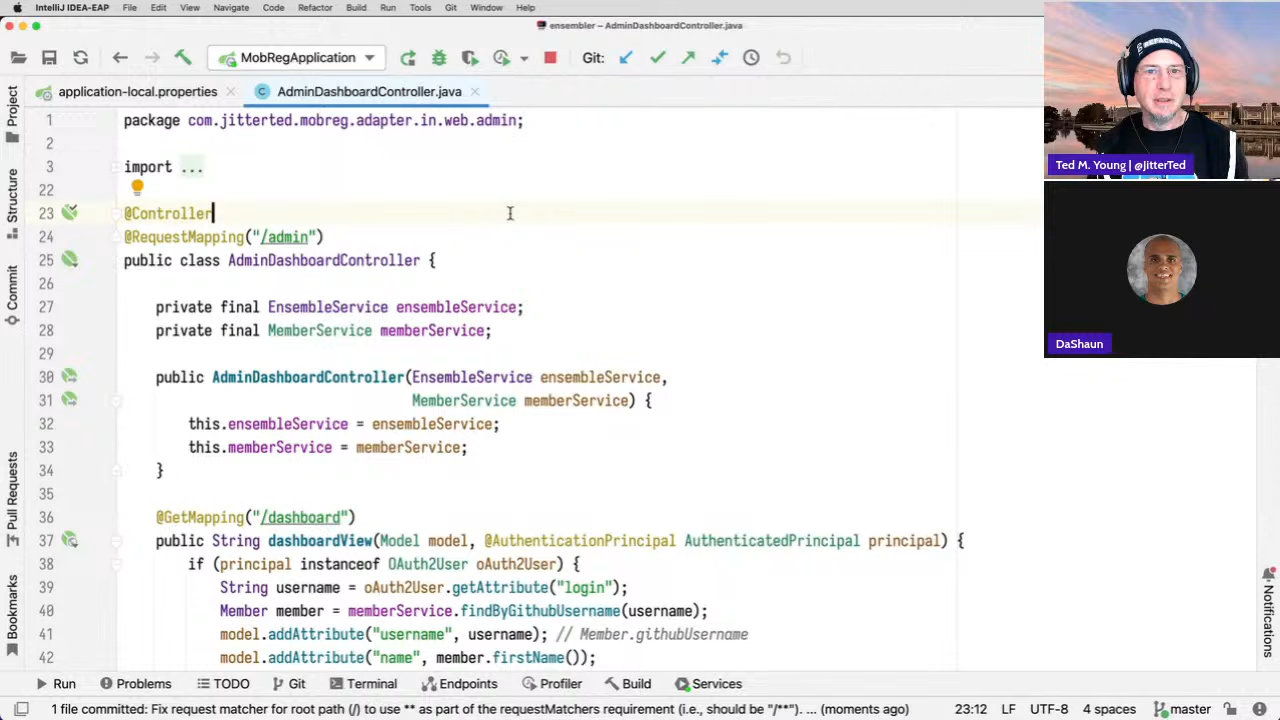 IntelliJ IDEA-EAP File Edit View Navigate Code Refactor Build Run Tools Git Window Help
ensembler – AdminDashboardController.java
MobRegApplication
Git:
application-local.properties
AdminDashboardController.java
Project
Structure
Commit
Pull Requests
Bookmarks
1 package com.jitterted.mobreg.adapter.in.web.admin;
2
3 import ...
22
23 @Controller
24 @RequestMapping("/admin")
25 public class AdminDashboardController {
26
27 private final EnsembleService ensembleService;
28 private final MemberService memberService;
29
30 public AdminDashboardController(EnsembleService ensembleService,
31 MemberService memberService) {
32 this.ensembleService = ensembleService;
33 this.memberService = memberService;
34 }
35
36 @GetMapping("/dashboard")
37 public String dashboardView(Model model, @AuthenticationPrincipal AuthenticatedPrincipal principal) {
38 if (principal instanceof OAuth2User oAuth2User) {
39 String username = oAuth2User.getAttribute("login");
40 Member member = memberService.findByGithubUsername(username);
41 model.addAttribute("username", username); // Member.githubUsername
42 model.addAttribute("name", member.firstName());
REFACTOR
Ted M. Young | @JitterTed
DaShaun
Notifications
Run Problems TODO Git Terminal Endpoints Profiler Build Services
1 file committed: Fix request matcher for root path (/) to use ** as part of the requestMatchers requirement (i.e., should be "/**"). ... (moments ago)
23:12 LF UTF-8 4 spaces master